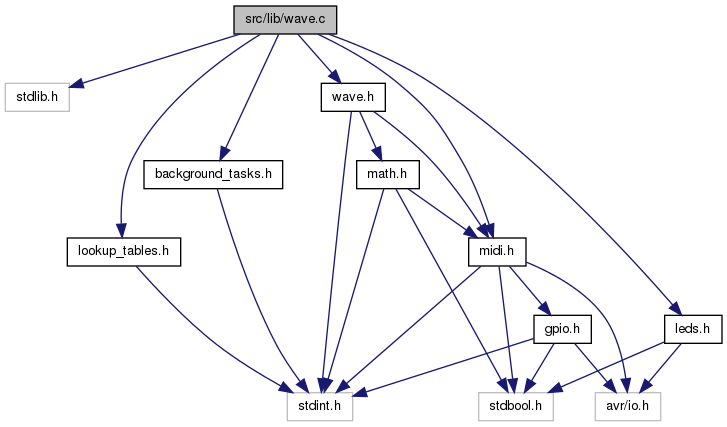 src/lib/wave.c
stdlib.h
wave.h
background_tasks.h
math.h
lookup_tables.h
midi.h
gpio.h
leds.h
stdint.h
stdbool.h
avr/io.h